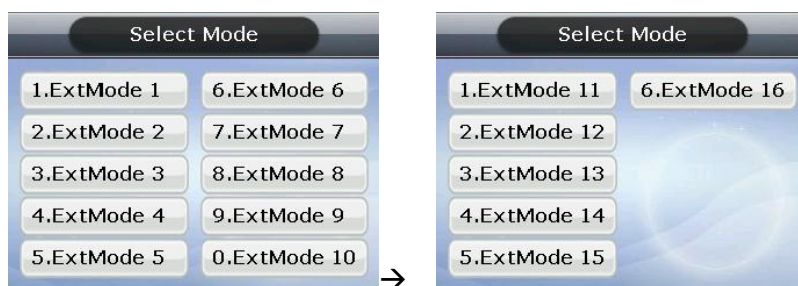 Select Mode
1.ExtMode 1
2.ExtMode 2
3.ExtMode 3
4.ExtMode 4
5.ExtMode 5
6.ExtMode 6
7.ExtMode 7
8.ExtMode 8
9.ExtMode 9
0.ExtMode 10
→
Select Mode
1.ExtMode 11
2.ExtMode 12
3.ExtMode 13
4.ExtMode 14
5.ExtMode 15
6.ExtMode 16